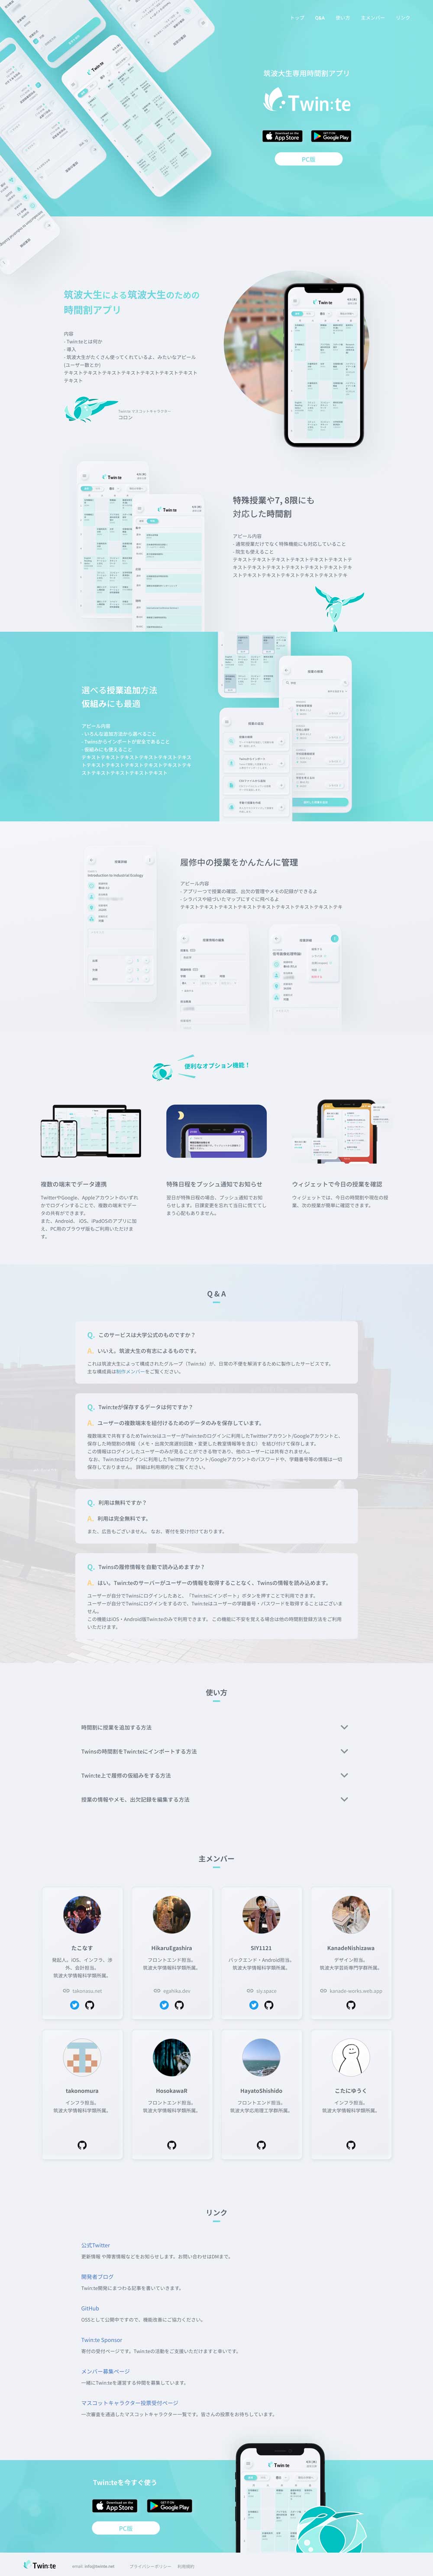 トップ Q&A 使い方 主メンバー リンク
筑波大生専用時間割アプリ
Twin:te
Download on the App Store
GET IT ON Google Play
PC版
筑波大生による筑波大生のための
時間割アプリ
内容
- Twin:teとは何か
- 導入
- 筑波大生がたくさん使ってくれているよ、みたいなアピール
(ユーザー数とか)
テキストテキストテキストテキストテキストテキストテキスト
テキスト
Twin:te マスコットキャラクター
コロン
特殊授業や7, 8限にも
対応した時間割
アピール内容
- 通常授業だけでなく特殊機能にも対応していること
- 院生も使えること
テキストテキストテキストテキストテキストテキストテ
キストテキストテキストテキストテキストテキストテキ
ストテキストテキストテキストテキストテキストテキ
選べる授業追加方法
仮組みにも最適
アピール内容
- いろんな追加方法から選べること
- Twinsからインポートが安全であること
- 仮組みにも使えること
テキストテキストテキストテキストテキストテキス
トテキストテキストテキストテキストテキストテキ
ストテキストテキストテキストテキスト
履修中の授業をかんたんに管理
アピール内容
- アプリ一つで授業の確認、出欠の管理やメモの記録ができるよ
- シラバスや紐づいたマップにすぐに飛べるよ
テキストテキストテキストテキストテキストテキストテキストテキストテキ
便利なオプション機能！
複数の端末でデータ連携
TwitterやGoogle、Appleアカウントのいずれ
かでログインすることで、複数の端末でデー
タの共有ができます。
また、Android、 iOS、iPadOSのアプリに加
え、PC用のブラウザ版もご利用いただけま
す。
特殊日程をプッシュ通知でお知らせ
翌日が特殊日程の場合、プッシュ通知でお知
らせします。日課変更を忘れて当日に慌ててし
まう心配もありません。
ウィジェットで今日の授業を確認
ウィジェットでは、今日の時間割や現在の授
業、次の授業が簡単に確認できます。
Q & A
Q. このサービスは大学公式のものですか？
A. いいえ。筑波大生の有志によるものです。
これは筑波大生によって構成されたグループ（Twin:te）が、日常の不便を解消するために製作したサービスです。
主な構成員は制作メンバーをご覧ください。
Q. Twin:teが保存するデータは何ですか？
A. ユーザーの複数端末を紐付けるためのデータのみを保存しています。
複数端末で共有するためTwin:teはユーザーがTwin:teのログインに利用したTwitterアカウント/Googleアカウントと、
保存した時間割の情報（メモ・出席欠席遅刻回数・変更した教室情報等を含む） を結び付けて保存します。
この情報はログインしたユーザーのみが見ることができる物であり、他のユーザーには共有されません。
なお、Twin:teはログインに利用したTwitterアカウント/Googleアカウントのパスワードや、学籍番号等の情報は一切
保存しておりません。 詳細は利用規約をご覧ください。
Q. 利用は無料ですか？
A. 利用は完全無料です。
また、広告もございません。 なお、寄付を受け付けております。
Q. Twinsの履修情報を自動で読み込めますか？
A. はい。Twin:teのサーバーがユーザーの情報を取得することなく、Twinsの情報を読み込めます。
ユーザーが自分でTwinsにログインしたあと、「Twin:teにインポート」ボタンを押すことで利用できます。
ユーザーが自分でTwinsにログインをするので、Twin:teはユーザーの学籍番号・パスワードを取得することはございま
せん。
この機能はiOS・Android版Twin:teのみで利用できます。 この機能に不安を覚える場合は他の時間割登録方法をご利用
いただけます。
使い方
時間割に授業を追加する方法
Twinsの時間割をTwin:teにインポートする方法
Twin:te上で履修の仮組みをする方法
授業の情報やメモ、出欠記録を編集する方法
主メンバー
たこなす
発起人。iOS、インフラ、渉
外、会計担当。
筑波大学情報科学類所属。
takonasu.net
HikaruEgashira
フロントエンド担当。
筑波大学情報科学類所属。
egahika.dev
SIY1121
バックエンド・Android担当。
筑波大学情報科学類所属。
siy.space
KanadeNishizawa
デザイン担当。
筑波大学芸術専門学群所属。
kanade-works.web.app
takonomura
インフラ担当。
筑波大学情報科学類所属。
HosokawaR
フロントエンド担当。
筑波大学情報科学類所属。
HayatoShishido
フロントエンド担当。
筑波大学応用理工学類所属。
こたにゆうく
インフラ担当。
筑波大学情報科学類所属。
リンク
公式Twitter
更新情報 や障害情報などをお知らせします。お問い合わせはDMまで。
開発者ブログ
Twin:te開発にまつわる記事を書いていきます。
GitHub
OSSとして公開中ですので、機能改善にご協力ください。
Twin:te Sponsor
寄付の受付ページです。Twin:teの活動をご支援いただけますと幸いです。
メンバー募集ページ
一緒にTwin:teを運営する仲間を募集しています。
マスコットキャラクター投票受付ページ
一次審査を通過したマスコットキャラクター一覧です。皆さんの投票をお待ちしています。
Twin:teを今すぐ使う
Download on the App Store
GET IT ON Google Play
PC版
Twin:te
email: info@twinte.net プライバシーポリシー 利用規約